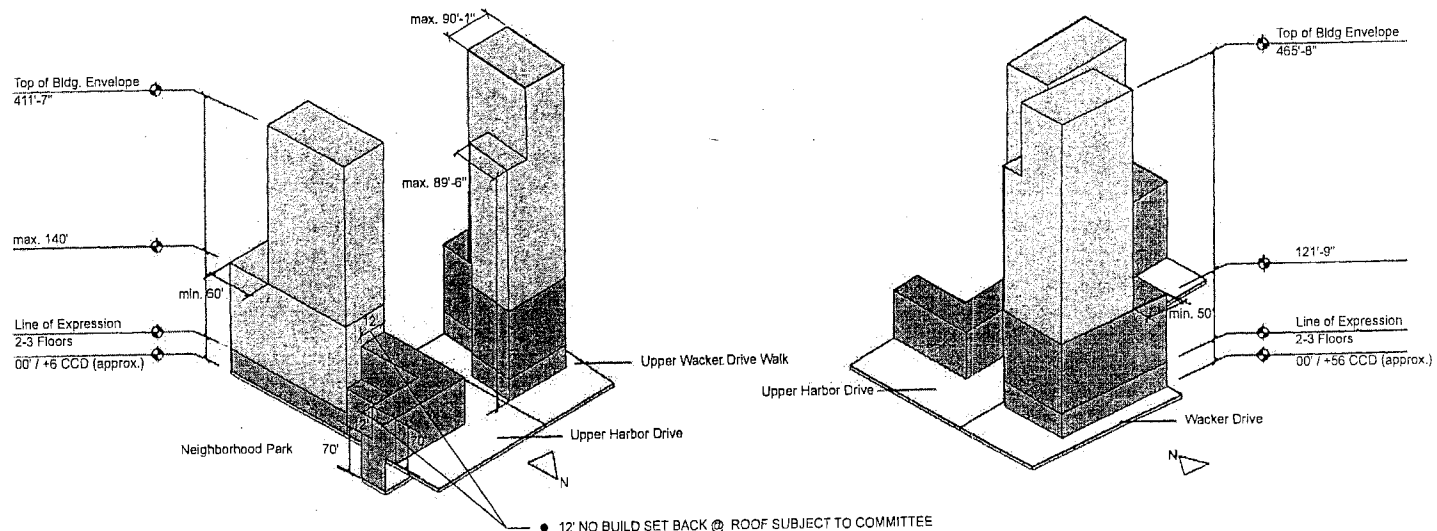 max. 90'-1"
Top of Bldg. Envelope
411'-7"
max. 89'-6"
max. 140'
min. 60'
12'
Line of Expression
2-3 Floors
00' / +6 CCD (approx.)
Upper Wacker Drive Walk
Neighborhood Park
70'
Upper Harbor Drive
N
12' NO BUILD SET BACK @ ROOF SUBJECT TO COMMITTEE
Top of Bldg Envelope
465'-8"
121'-9"
min. 50'
Line of Expression
2-3 Floors
00' / +56 CCD (approx.)
Upper Harbor Drive
Wacker Drive
N